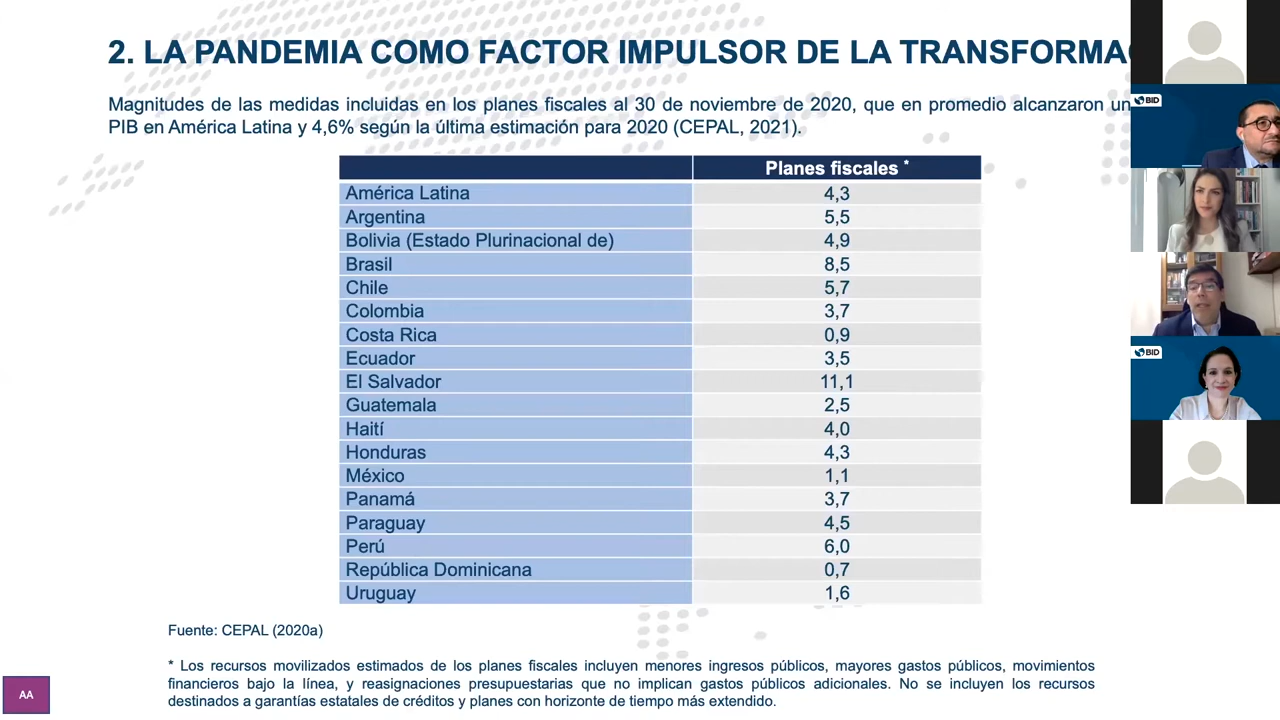 2. LA PANDEMIA COMO FACTOR IMPULSOR DE LA
Magnitudes de las medidas incluidas en los planes fiscales al 30 de noviembre de 2020, que en promedio alcanzaron un
PIB en América Latina y 4,6% según la última estimación para 2020 (CEPAL, 2021).
Planes fiscales *
América Latina 4,3
Argentina 5,5
Bolivia (Estado Plurinacional de) 4,9
Brasil 8,5
Chile 5,7
Colombia 3,7
Costa Rica 0,9
Ecuador 3,5
El Salvador 11,1
Guatemala 2,5
Haití 4,0
Honduras 4,3
México 1,1
Panamá 3,7
Paraguay 4,5
Perú 6,0
República Dominicana 0,7
Uruguay 1,6
Fuente: CEPAL (2020a)
* Los recursos movilizados estimados de los planes fiscales incluyen menores ingresos públicos, mayores gastos públicos, movimientos
financieros bajo la línea, y reasignaciones presupuestarias que no implican gastos públicos adicionales. No se incluyen los recursos
destinados a garantías estatales de créditos y planes con horizonte de tiempo más extendido.
AA
BID
BID